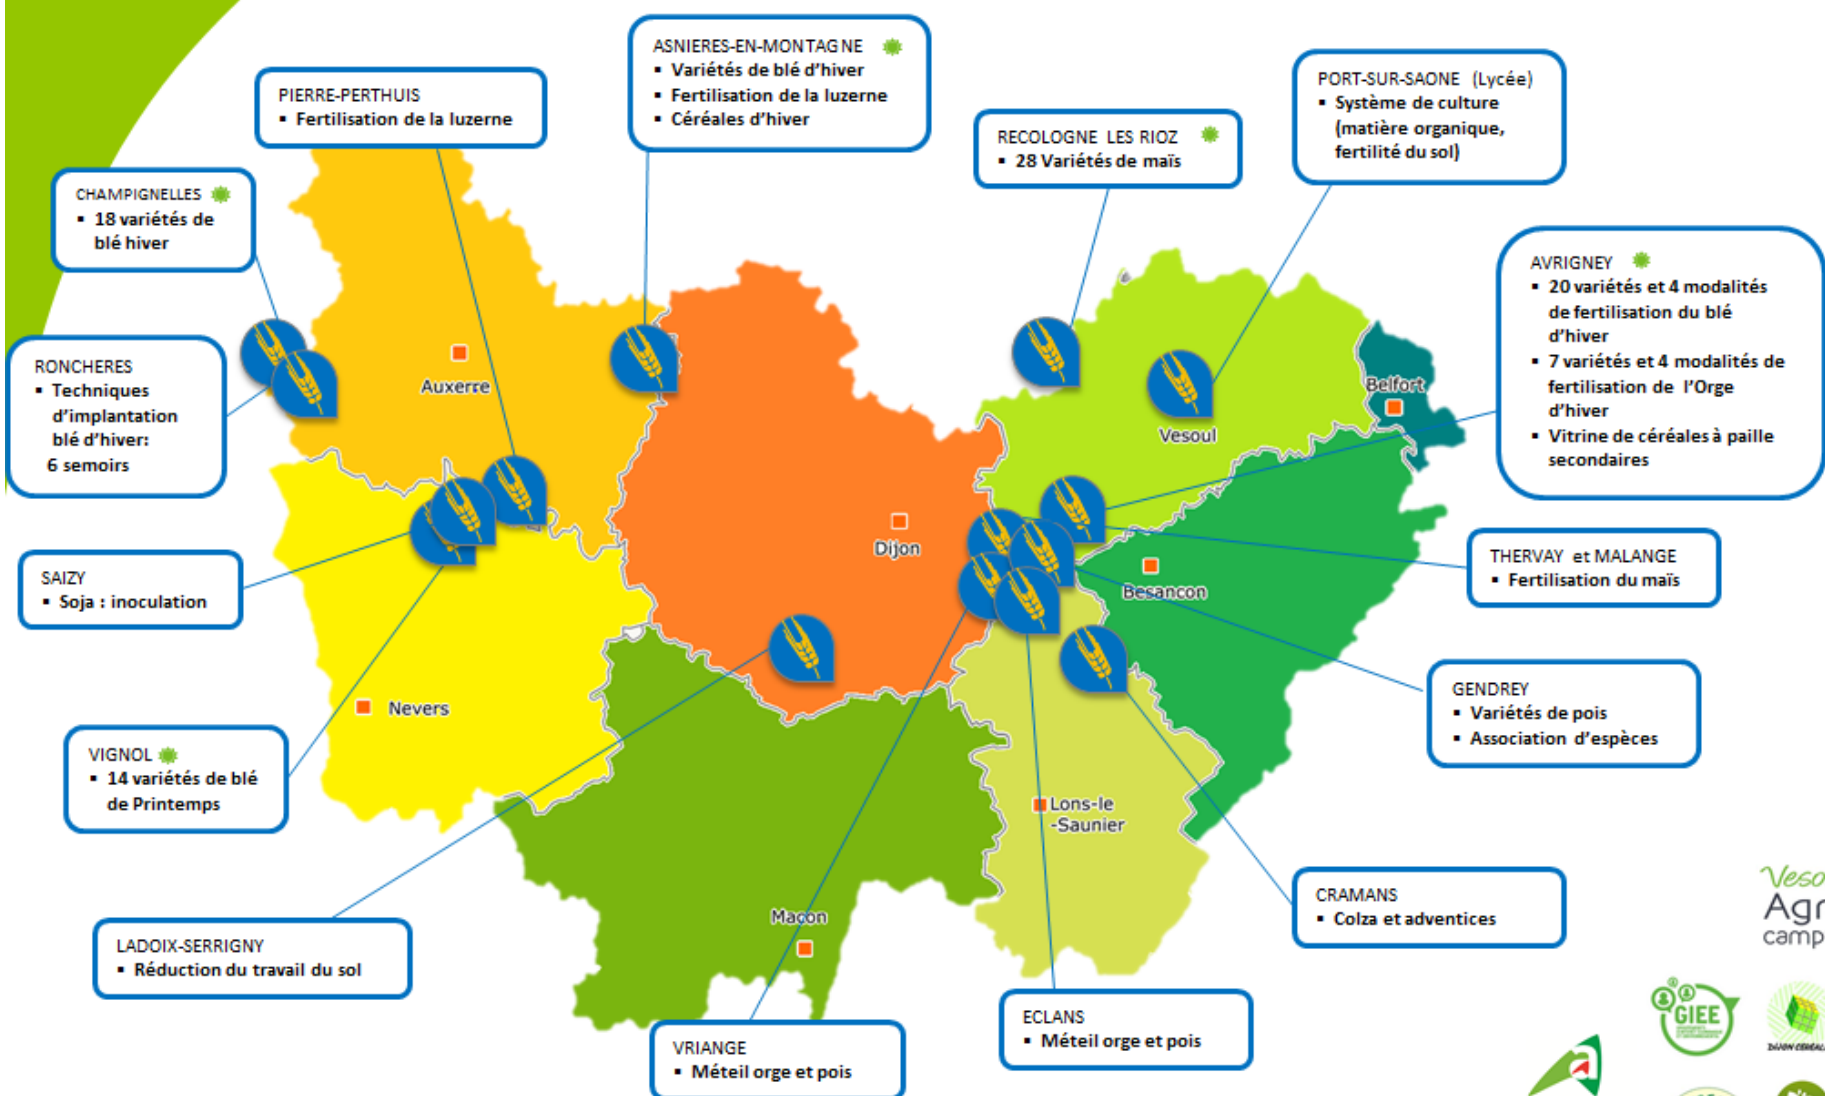 ASNIERES-EN-MONTAGNE
▪ Variétés de blé d'hiver
▪ Fertilisation de la luzerne
▪ Céréales d'hiver
PIERRE-PERTHUIS
▪ Fertilisation de la luzerne
PORT-SUR-SAONE (Lycée)
▪ Système de culture
(matière organique,
fertilité du sol)
RECOLOGNE LES RIOZ
▪ 28 Variétés de maïs
CHAMPIGNELLES
▪ 18 variétés de
blé hiver
AVRIGNEY
▪ 20 variétés et 4 modalités
de fertilisation du blé
d'hiver
▪ 7 variétés et 4 modalités de
fertilisation de l'Orge
d'hiver
▪ Vitrine de céréales à paille
secondaires
RONCHERES
▪ Techniques
d'implantation
blé d'hiver:
6 semoirs
Auxerre
Belfort
Vesoul
Dijon
Besancon
SAIZY
▪ Soja : inoculation
THERVAY et MALANGE
▪ Fertilisation du maïs
GENDREY
▪ Variétés de pois
▪ Association d'espèces
Nevers
VIGNOL
▪ 14 variétés de blé
de Printemps
Lons-le
-Saunier
Macon
CRAMANS
▪ Colza et adventices
LADOIX-SERRIGNY
▪ Réduction du travail du sol
ECLANS
▪ Méteil orge et pois
VRIANGE
▪ Méteil orge et pois
Veso
Agr
camp
GIEE